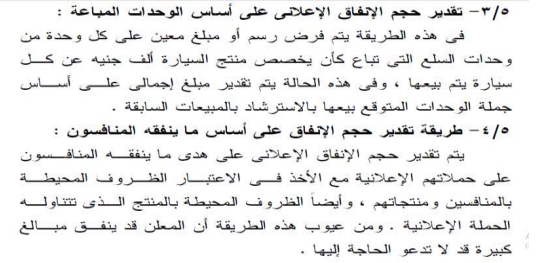 ٣/٥- تقدير حجم الإنفاق الإعلانى على أساس الوحدات المباعة :
فى هذه الطريقة يتم فرض رسم أو مبلغ معين على كل وحدة من
وحدات السلع التى تباع كأن يخصص منتج السيارة ألف جنيه عن كل
سيارة يتم بيعها ، وفى هذه الحالة يتم تقدير مبلغ إجمالى على أساس
جملة الوحدات المتوقع بيعها بالاسترشاد بالمبيعات السابقة .
٤/٥- طريقة تقدير حجم الإنفاق على أساس ما ينفقه المنافسون :
يتم تقدير حجم الإنفاق الإعلانى على هدى ما ينفقه المنافسون
على حملاتهم الإعلانية مع الأخذ فى الاعتبار الظروف المحيطة
بالمنافسين ومنتجاتهم ، وأيضاً الظروف المحيطة بالمنتج الذى تتناوله
الحملة الإعلانية . ومن عيوب هذه الطريقة أن المعلن قد ينفق مبالغ
كبيرة قد لا تدعو الحاجة إليها .